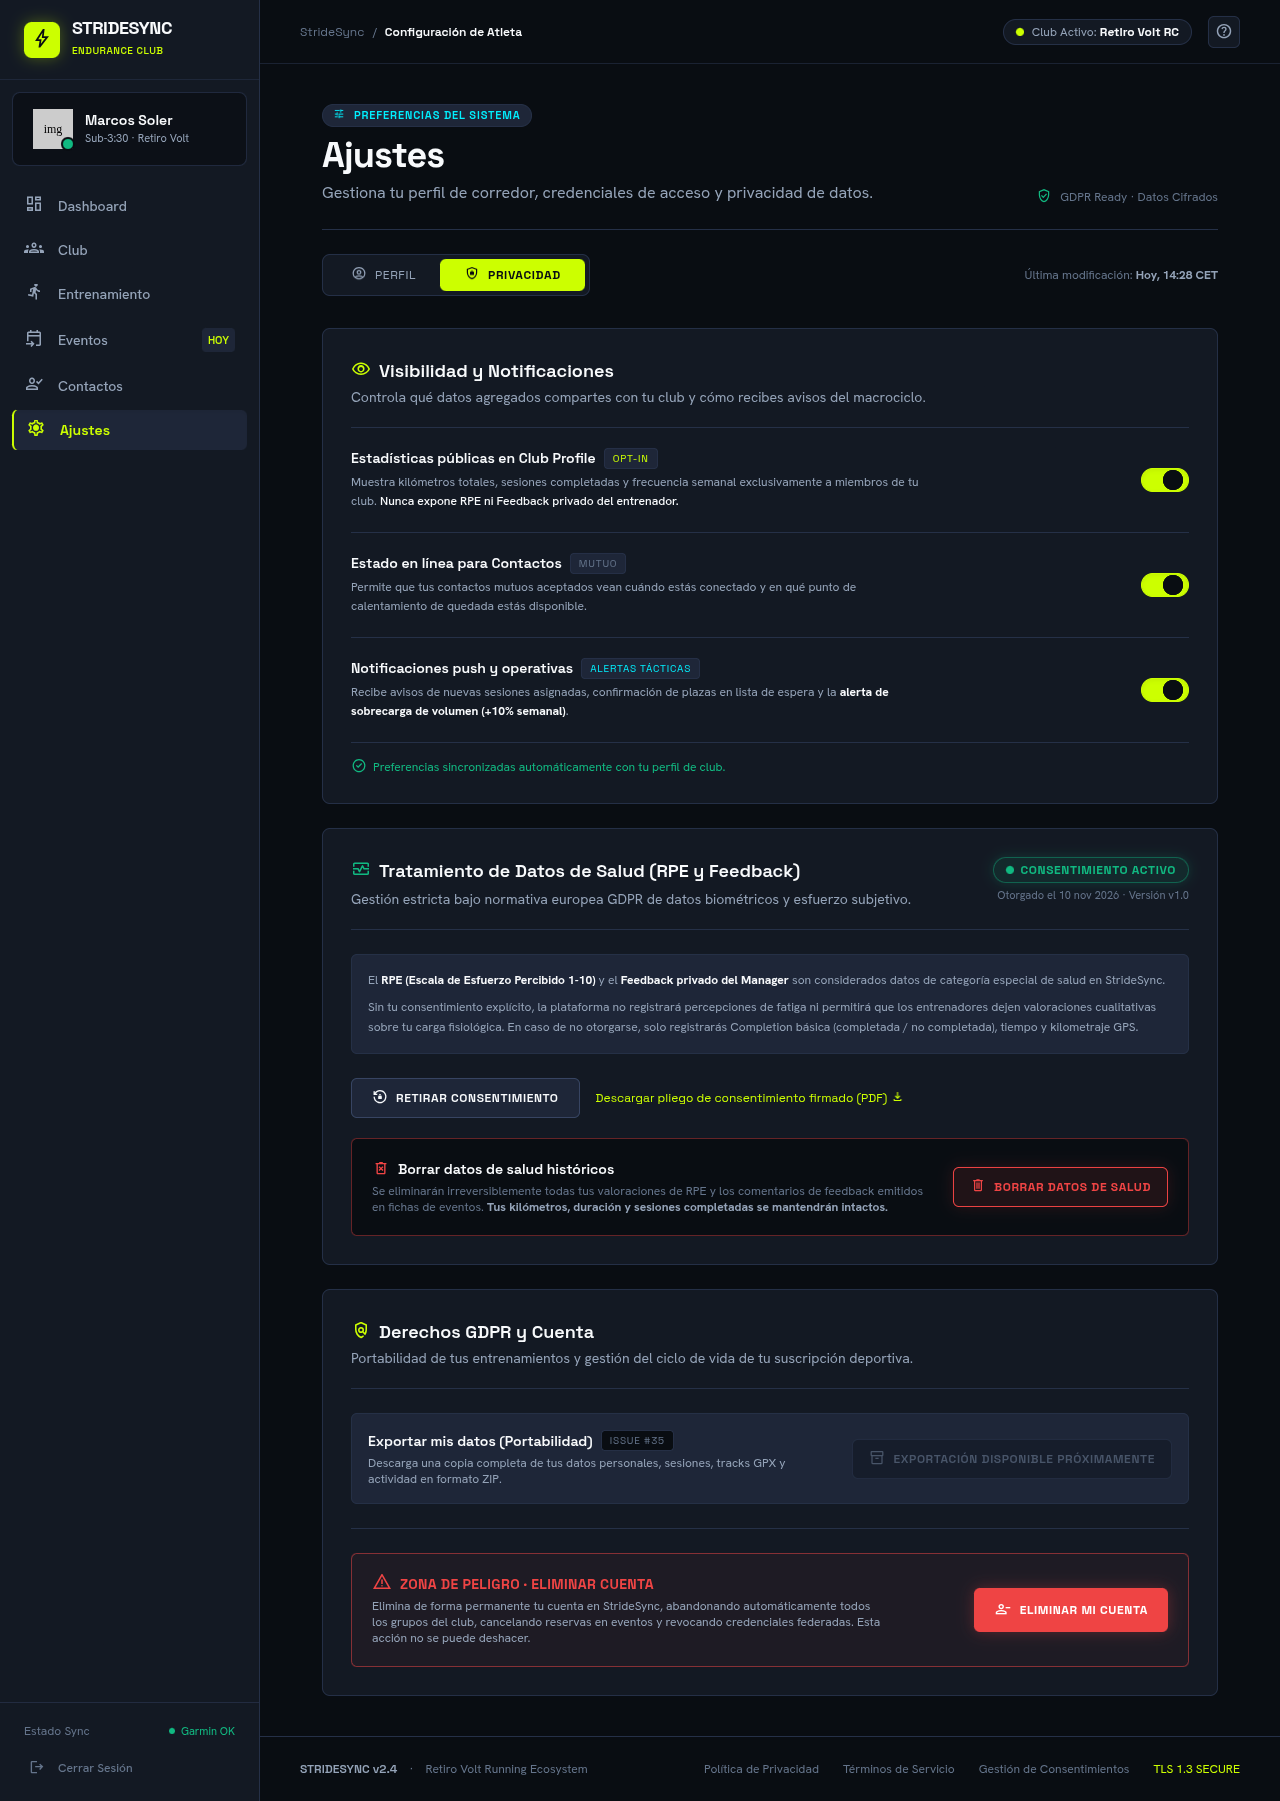 STRIDESYNC
ENDURANCE CLUB
img
Marcos Soler
Sub-3:30 · Retiro Volt
Dashboard
Club
Entrenamiento
Eventos
HOY
Contactos
Ajustes
Estado Sync
Garmin OK
Cerrar Sesión
StrideSync / Configuración de Atleta
Club Activo: Retiro Volt RC
PREFERENCIAS DEL SISTEMA
Ajustes
Gestiona tu perfil de corredor, credenciales de acceso y privacidad de datos.
GDPR Ready · Datos Cifrados
PERFIL
PRIVACIDAD
Última modificación: Hoy, 14:28 CET
Visibilidad y Notificaciones
Controla qué datos agregados compartes con tu club y cómo recibes avisos del macrociclo.
Estadísticas públicas en Club Profile
OPT-IN
Muestra kilómetros totales, sesiones completadas y frecuencia semanal exclusivamente a miembros de tu
club. Nunca expone RPE ni Feedback privado del entrenador.
Estado en línea para Contactos
MUTUO
Permite que tus contactos mutuos aceptados vean cuándo estás conectado y en qué punto de
calentamiento de quedada estás disponible.
Notificaciones push y operativas
ALERTAS TÁCTICAS
Recibe avisos de nuevas sesiones asignadas, confirmación de plazas en lista de espera y la alerta de
sobrecarga de volumen (+10% semanal).
Preferencias sincronizadas automáticamente con tu perfil de club.
Tratamiento de Datos de Salud (RPE y Feedback)
Gestión estricta bajo normativa europea GDPR de datos biométricos y esfuerzo subjetivo.
CONSENTIMIENTO ACTIVO
Otorgado el 10 nov 2026 · Versión v1.0
El RPE (Escala de Esfuerzo Percibido 1-10) y el Feedback privado del Manager son considerados datos de categoría especial de salud en StrideSync.
Sin tu consentimiento explícito, la plataforma no registrará percepciones de fatiga ni permitirá que los entrenadores dejen valoraciones cualitativas
sobre tu carga fisiológica. En caso de no otorgarse, solo registrarás Completion básica (completada / no completada), tiempo y kilometraje GPS.
RETIRAR CONSENTIMIENTO
Descargar pliego de consentimiento firmado (PDF)
Borrar datos de salud históricos
Se eliminarán irreversiblemente todas tus valoraciones de RPE y los comentarios de feedback emitidos
en fichas de eventos. Tus kilómetros, duración y sesiones completadas se mantendrán intactos.
BORRAR DATOS DE SALUD
Derechos GDPR y Cuenta
Portabilidad de tus entrenamientos y gestión del ciclo de vida de tu suscripción deportiva.
Exportar mis datos (Portabilidad)
ISSUE #35
Descarga una copia completa de tus datos personales, sesiones, tracks GPX y
actividad en formato ZIP.
EXPORTACIÓN DISPONIBLE PRÓXIMAMENTE
ZONA DE PELIGRO · ELIMINAR CUENTA
Elimina de forma permanente tu cuenta en StrideSync, abandonando automáticamente todos
los grupos del club, cancelando reservas en eventos y revocando credenciales federadas. Esta
acción no se puede deshacer.
ELIMINAR MI CUENTA
STRIDESYNC v2.4 · Retiro Volt Running Ecosystem
Política de Privacidad
Términos de Servicio
Gestión de Consentimientos
TLS 1.3 SECURE